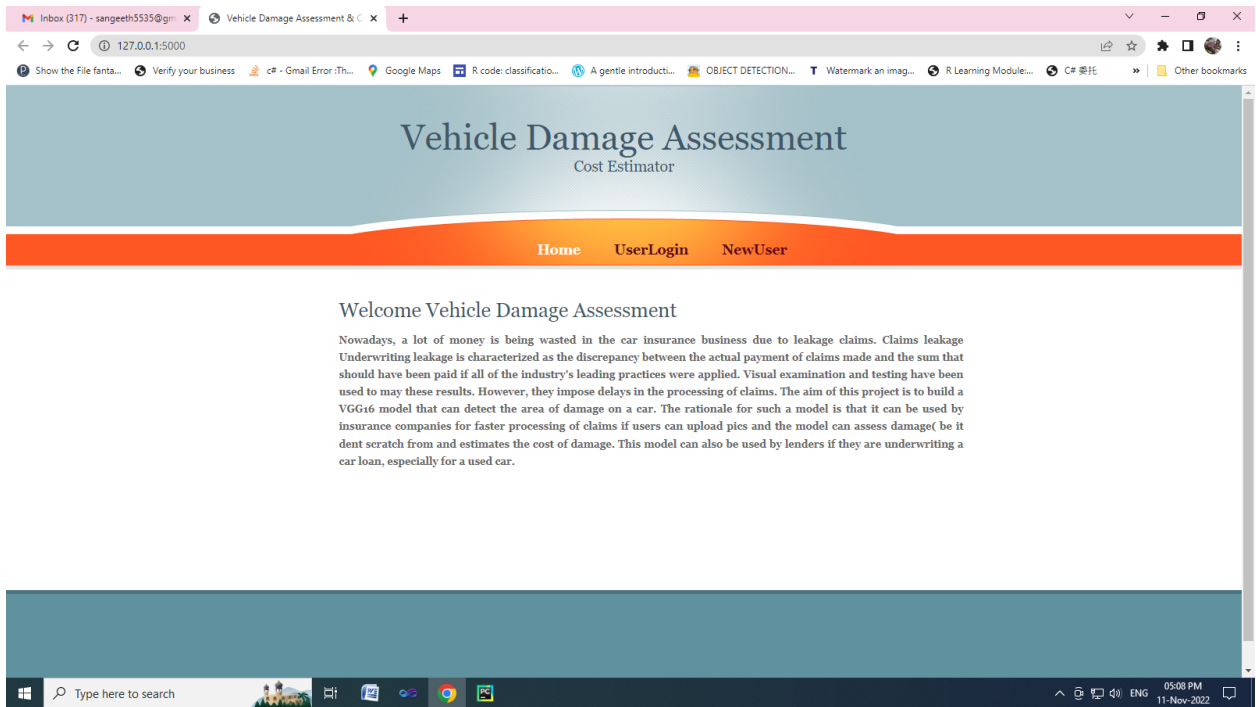 Inbox (317) - sangeeth5535@gm
Vehicle Damage Assessment & C
127.0.0.1:5000
Show the File fanta...
Verify your business
c# - Gmail Error :Th...
Google Maps
R code: classificatio...
A gentle introducti...
OBJECT DETECTION...
Watermark an imag...
R Learning Module:...
C# 委托
»
Other bookmarks
Vehicle Damage Assessment
Cost Estimator
Home UserLogin NewUser
Welcome Vehicle Damage Assessment
Nowadays, a lot of money is being wasted in the car insurance business due to leakage claims. Claims leakage
Underwriting leakage is characterized as the discrepancy between the actual payment of claims made and the sum that
should have been paid if all of the industry's leading practices were applied. Visual examination and testing have been
used to may these results. However, they impose delays in the processing of claims. The aim of this project is to build a
VGG16 model that can detect the area of damage on a car. The rationale for such a model is that it can be used by
insurance companies for faster processing of claims if users can upload pics and the model can assess damage( be it
dent scratch from and estimates the cost of damage. This model can also be used by lenders if they are underwriting a
car loan, especially for a used car.
Type here to search
ENG
05:08 PM
11-Nov-2022